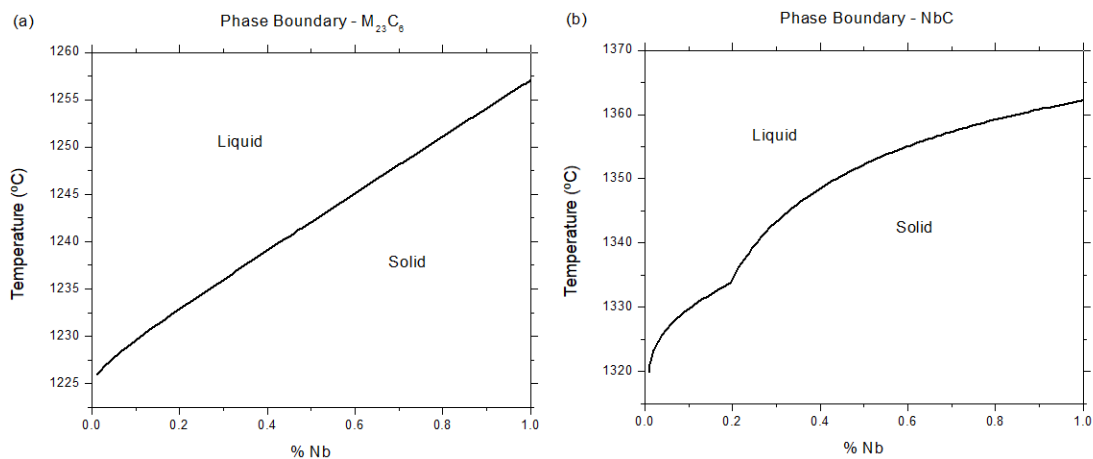 (a)
Phase Boundary - M₂₃C₆
1260
1255
1250
1245
1240
1235
1230
1225
Temperature (ºC)
Liquid
Solid
0.0 0.2 0.4 0.6 0.8 1.0
% Nb
(b)
Phase Boundary - NbC
1370
1360
1350
1340
1330
1320
Temperature (ºC)
Liquid
Solid
0.0 0.2 0.4 0.6 0.8 1.0
% Nb